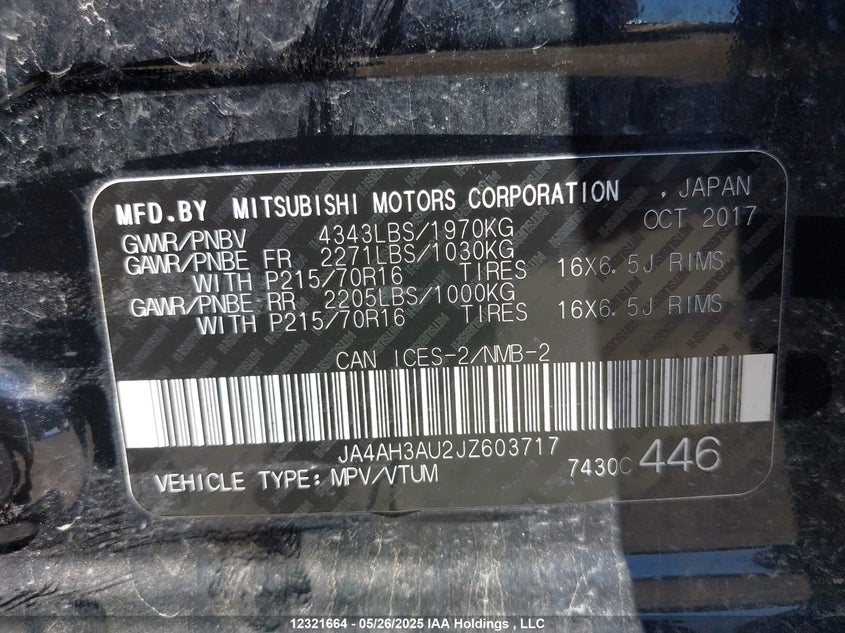 MFD.BY MITSUBISHI MOTORS CORPORATION , JAPAN
GVWR/PNBV 4343LBS/1970KG OCT 2017
GAWR/PNBE FR 2271LBS/1030KG
WITH P215/70R16 TIRES 16X6.5J RIMS
GAWR/PNBE RR 2205LBS/1000KG
WITH P215/70R16 TIRES 16X6.5J RIMS
CAN ICES-2/NMB-2
JA4AH3AU2JZ603717
VEHICLE TYPE: MPV/VTUM 7430C 446
12321664 - 05/26/2025 IAA Holdings , LLC